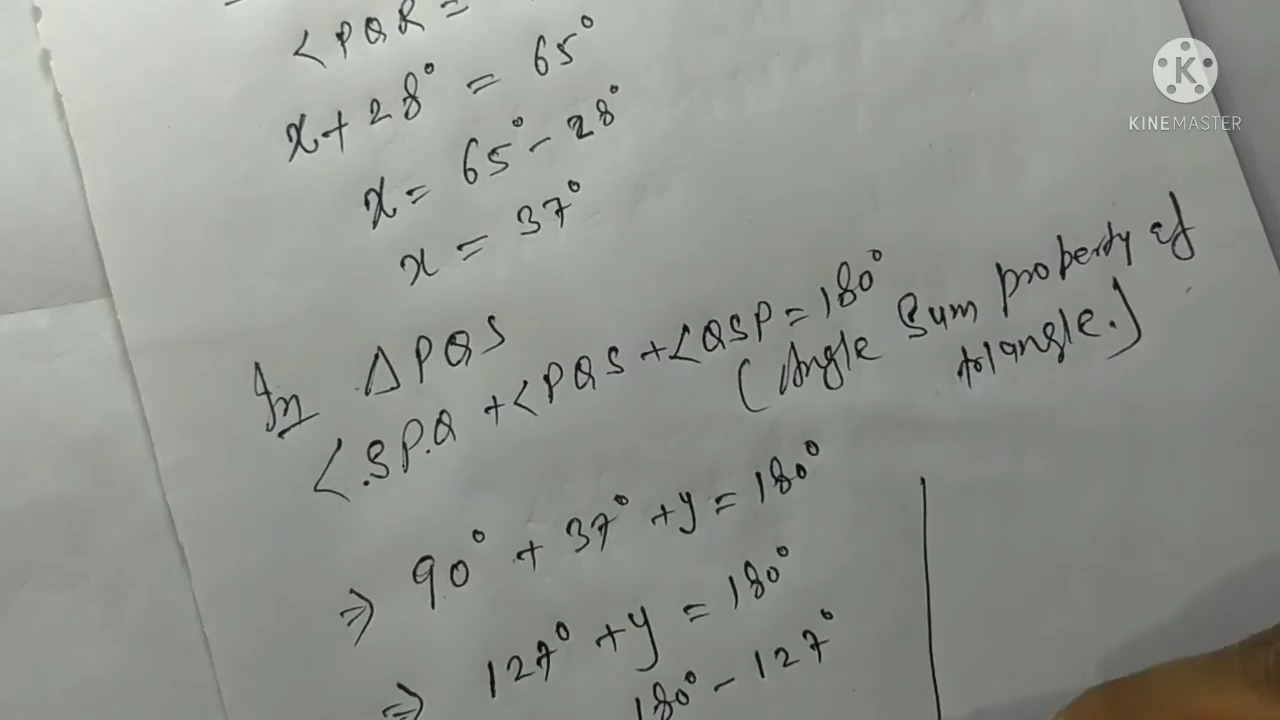 <PQR =
x + 28° = 65°
x = 65° - 28°
x = 37°
In ΔPQS
<SPQ + <PQS + <QSP = 180°
(Angle Sum property of
triangle.)
⇒ 90° + 37° + y = 180°
⇒ 127° + y = 180°
180° - 127°
K
KINEMASTER